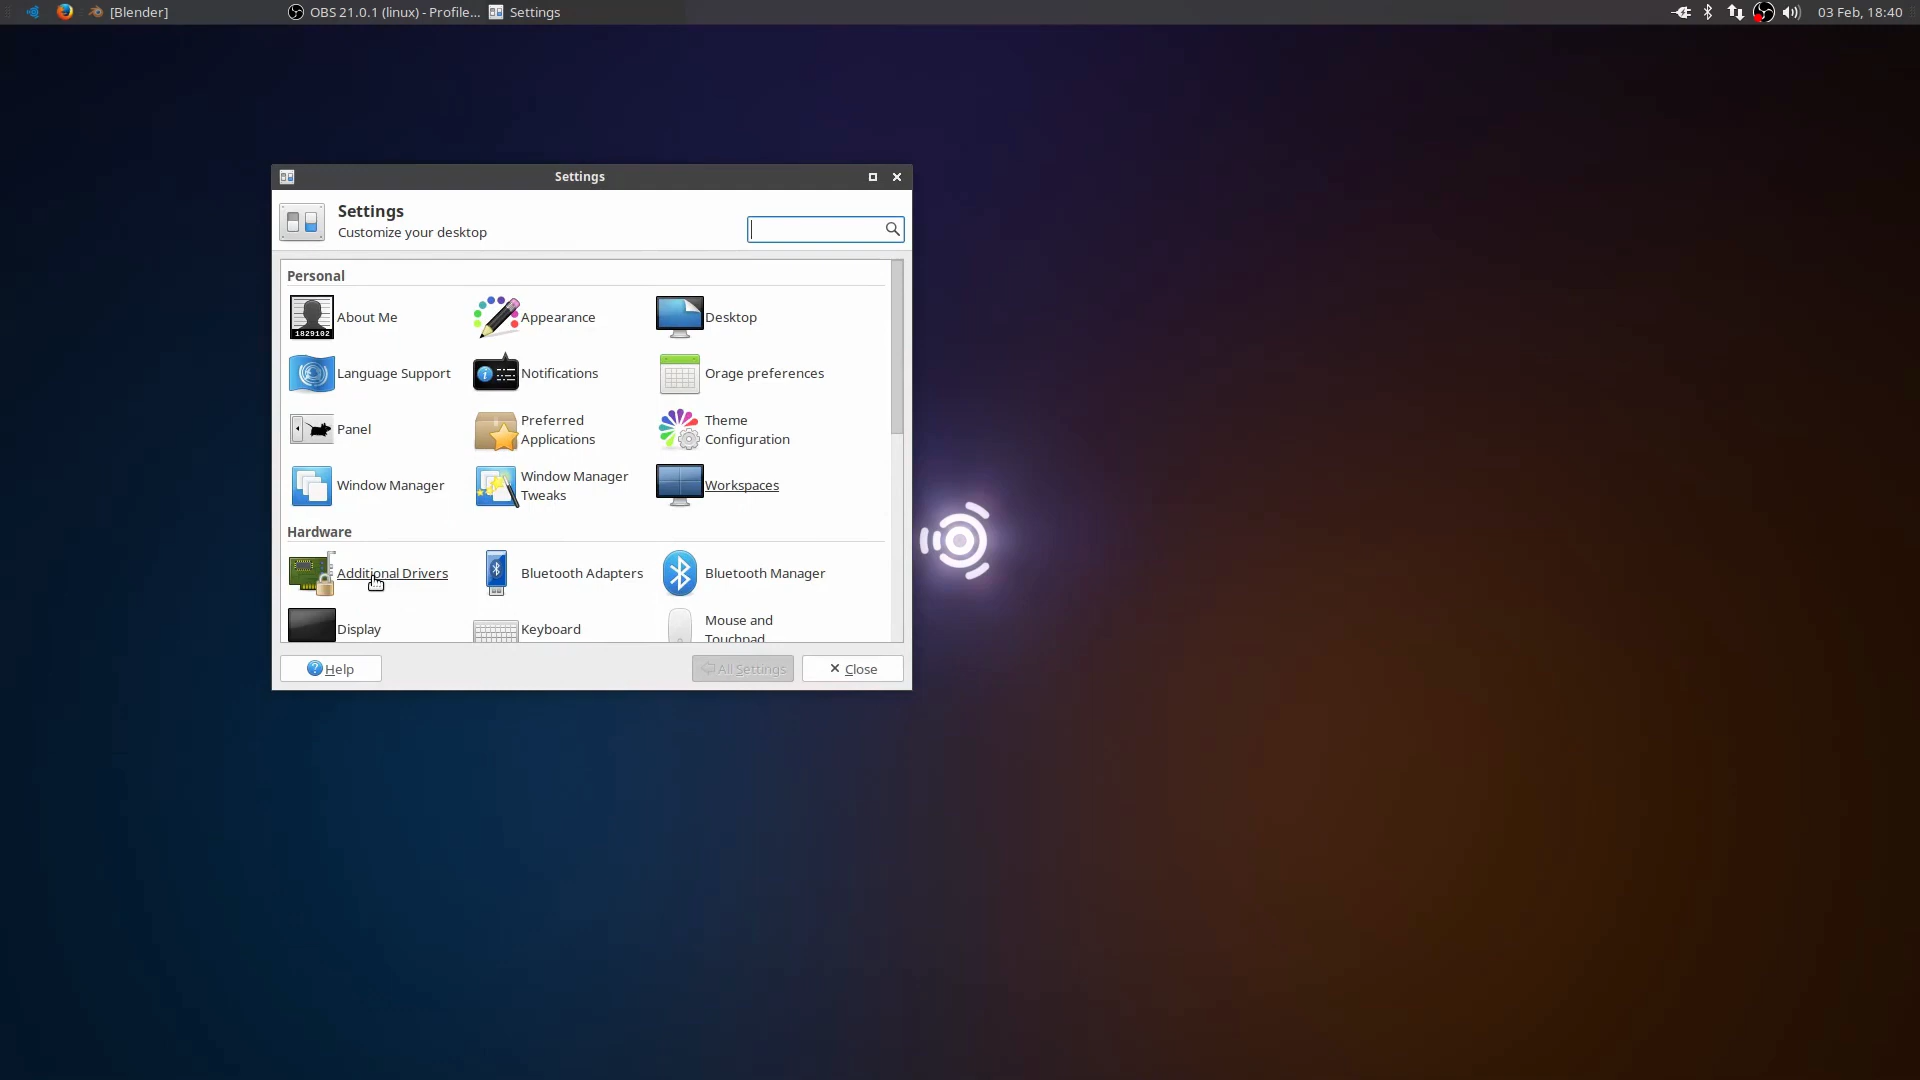 [Blender]
OBS 21.0.1 (linux) - Profile...
Settings
03 Feb, 18:40
Settings
Settings
Customize your desktop
Personal
1829102
About Me
Appearance
Desktop
Language Support
Notifications
Orage preferences
Panel
Preferred
Applications
Theme
Configuration
Window Manager
Window Manager
Tweaks
Workspaces
Hardware
Additional Drivers
Bluetooth Adapters
Bluetooth Manager
Display
Keyboard
Mouse and
Touchpad
Help
All Settings
Close